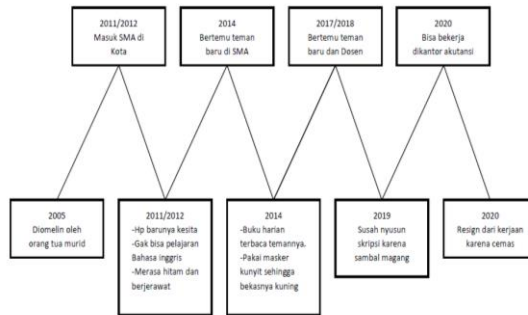 2011/2012
Masuk SMA di
Kota
2014
Bertemu teman
baru di SMA
2017/2018
Bertemu teman
baru dan Dosen
2020
Bisa bekerja
dikantor akutansi
2005
Diomelin oleh
orang tua murid
2011/2012
-Hp barunya kesita
-Gak bisa pelajaran
Bahasa inggris
-Merasa hitam dan
berjerawat
2014
-Buku harian
terbaca temannya.
-Pakai masker
kunyit sehingga
bekasnya kuning
2019
Susah nyusun
skripsi karena
sambal magang
2020
Resign dari kerjaan
karena cemas